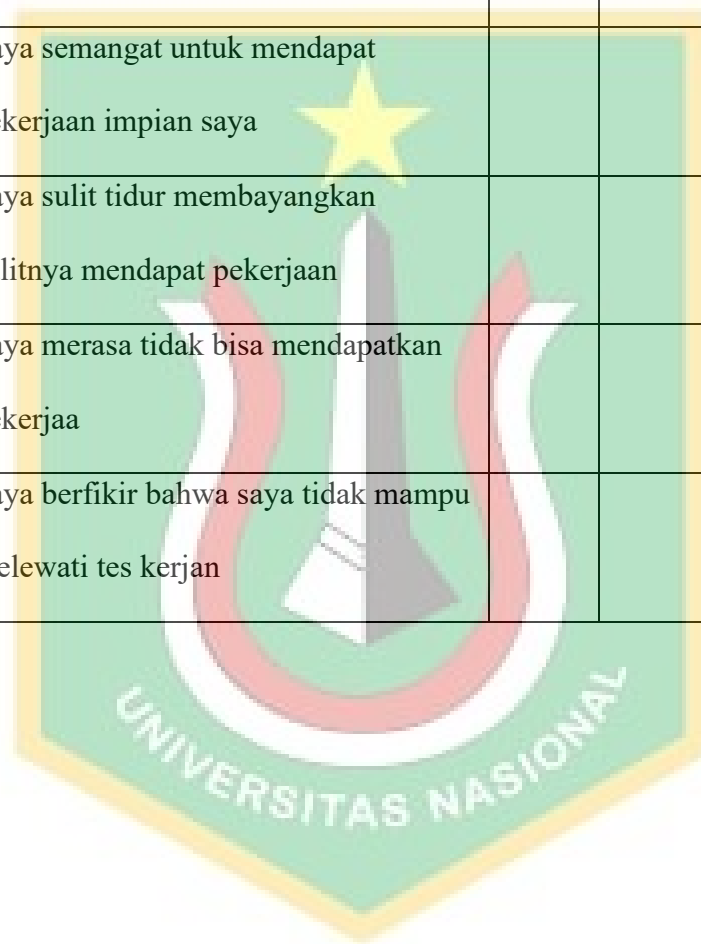 aya semangat untuk mendapat
kerjaan impian saya
aya sulit tidur membayangkan
litnya mendapat pekerjaan
aya merasa tidak bisa mendapatkan
kerjaa
aya berfikir bahwa saya tidak mampu
elewati tes kerjan
UNIVERSITAS NASIONAL